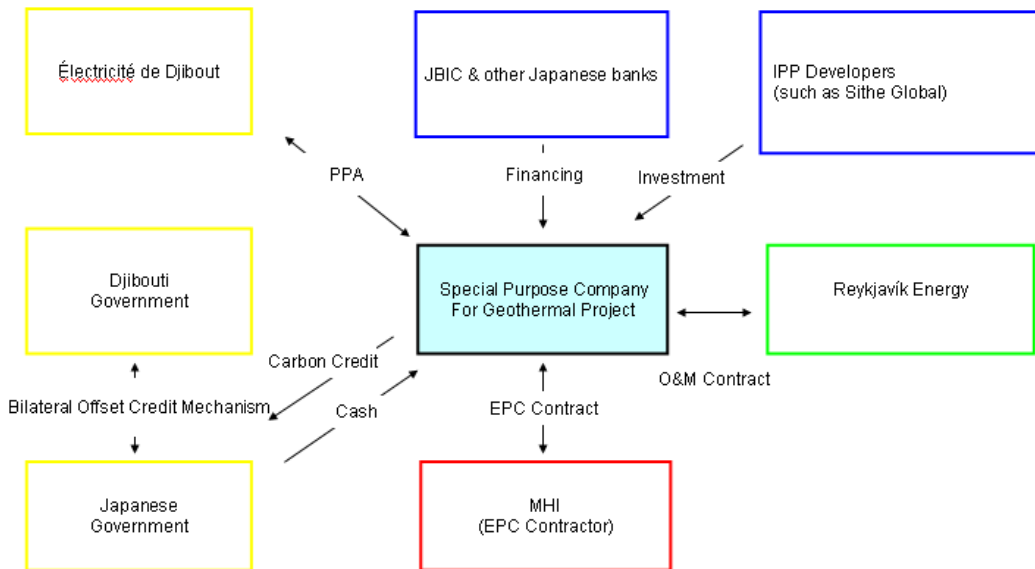 Électricité de Djibout
JBIC & other Japanese banks
IPP Developers
(such as Sithe Global)
PPA
Financing
Investment
Djibouti
Government
Special Purpose Company
For Geothermal Project
Reykjavík Energy
Carbon Credit
O&M Contract
Bilateral Offset Credit Mechanism
Cash
EPC Contract
Japanese
Government
MHI
(EPC Contractor)